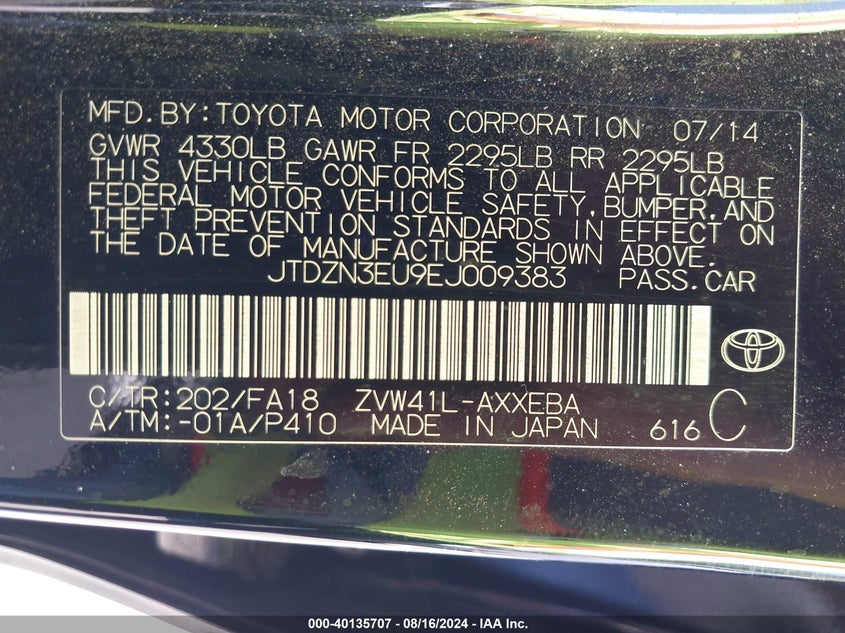 MFD.BY:TOYOTA MOTOR CORPORATION 07/14
GVWR 4330LB GAWR FR 2295LB RR 2295LB
THIS VEHICLE CONFORMS TO ALL APPLICABLE
FEDERAL MOTOR VEHICLE SAFETY,BUMPER,AND
THEFT PREVENTION STANDARDS IN EFFECT ON
THE DATE OF MANUFACTURE SHOWN ABOVE.
JTDZN3EU9EJ009383 PASS.CAR
C/TR:202/FA18 ZVW41L-AXXEBA
A/TM:-01A/P410 MADE IN JAPAN 616 C
000-40135707 - 08/16/2024 - IAA Inc.